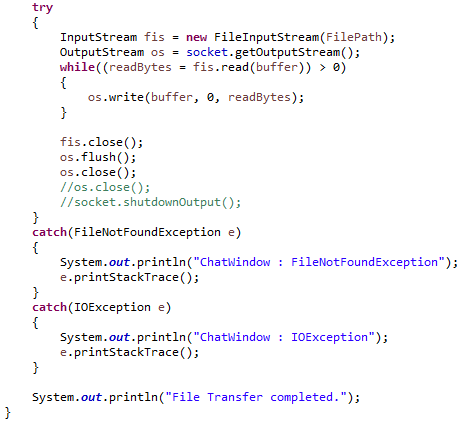 try
{
InputStream fis = new FileInputStream(FilePath);
OutputStream os = socket.getOutputStream();
while((readBytes = fis.read(buffer)) > 0)
{
os.write(buffer, 0, readBytes);
}
fis.close();
os.flush();
os.close();
//os.close();
//socket.shutdownOutput();
}
catch(FileNotFoundException e)
{
System.out.println("ChatWindow : FileNotFoundException");
e.printStackTrace();
}
catch(IOException e)
{
System.out.println("ChatWindow : IOException");
e.printStackTrace();
}
System.out.println("File Transfer completed.");
}